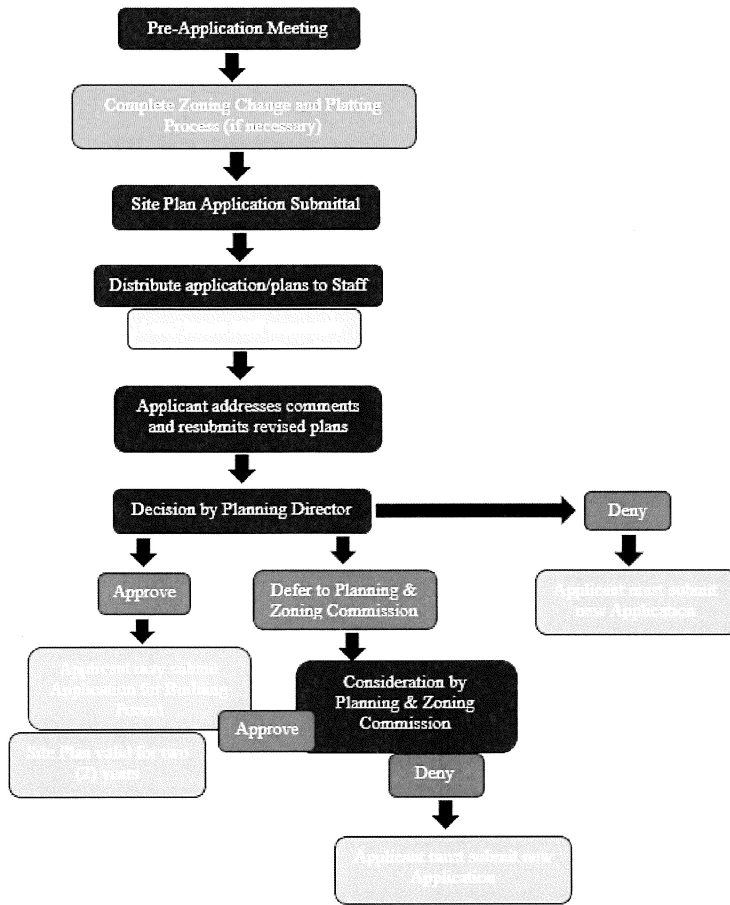 Pre-Application Meeting
Complete Zoning Change and Platting
Process (if necessary)
Site Plan Application Submittal
Distribute application/plans to Staff
Applicant addresses comments
and resubmits revised plans
Decision by Planning Director
Deny
Approve
Defer to Planning &
Zoning Commission
Applicant must submit
new Application
Applicant may submit
Application for Building
Permit
Consideration by
Planning & Zoning
Commission
Approve
Site Plan valid for two
(2) years
Deny
Applicant must submit new
Application